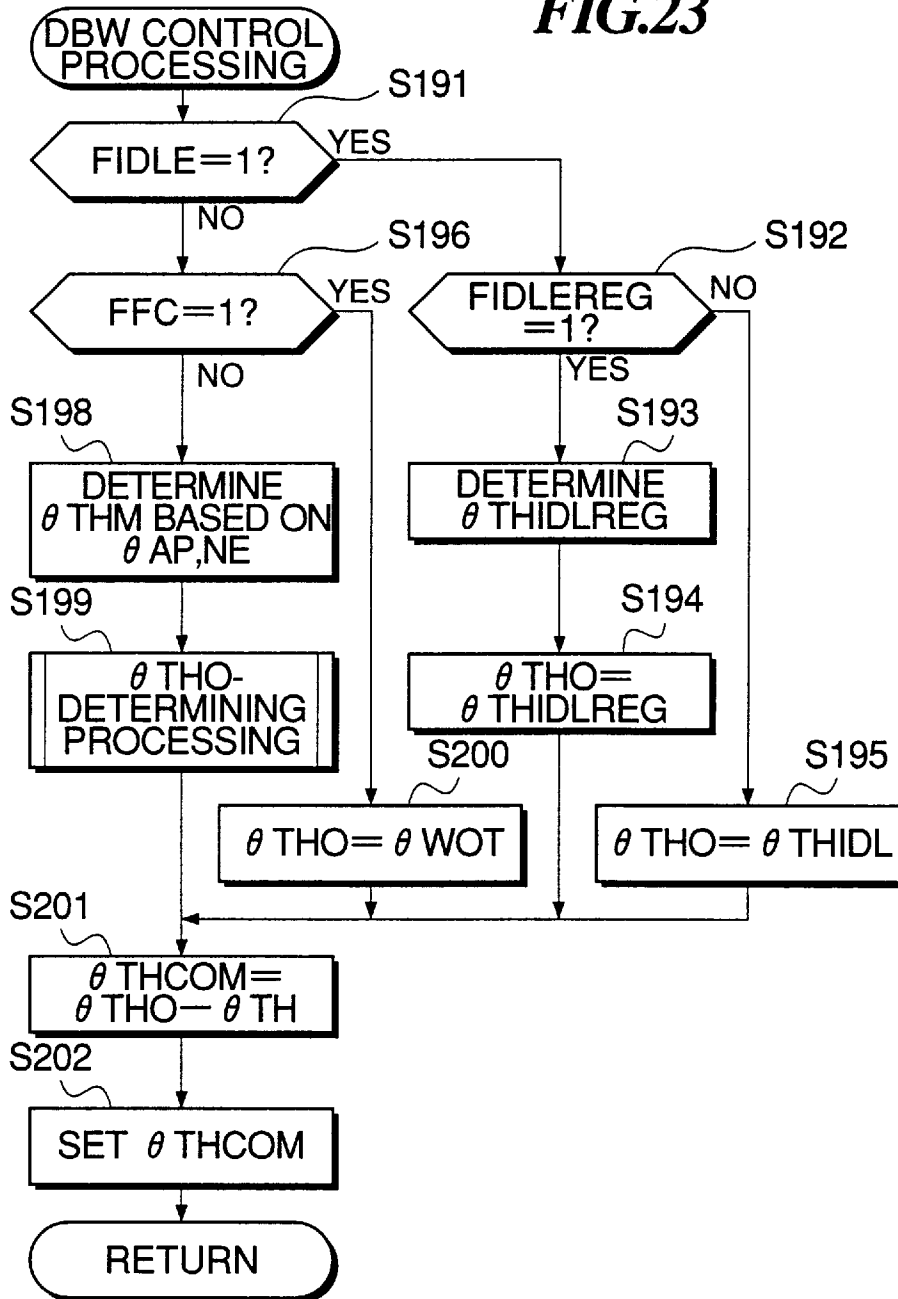 FIG.23
DBW CONTROL
PROCESSING
S191
FIDLE=1?
YES
NO
S196
FFC=1?
YES
NO
S192
FIDLEREG
=1?
NO
YES
S198
DETERMINE
θ THM BASED ON
θ AP,NE
S193
DETERMINE
θ THIDLREG
S199
θ THO-
DETERMINING
PROCESSING
S194
θ THO=
θ THIDLREG
S200
θ THO= θ WOT
S195
θ THO= θ THIDL
S201
θ THCOM=
θ THO− θ TH
S202
SET θ THCOM
RETURN